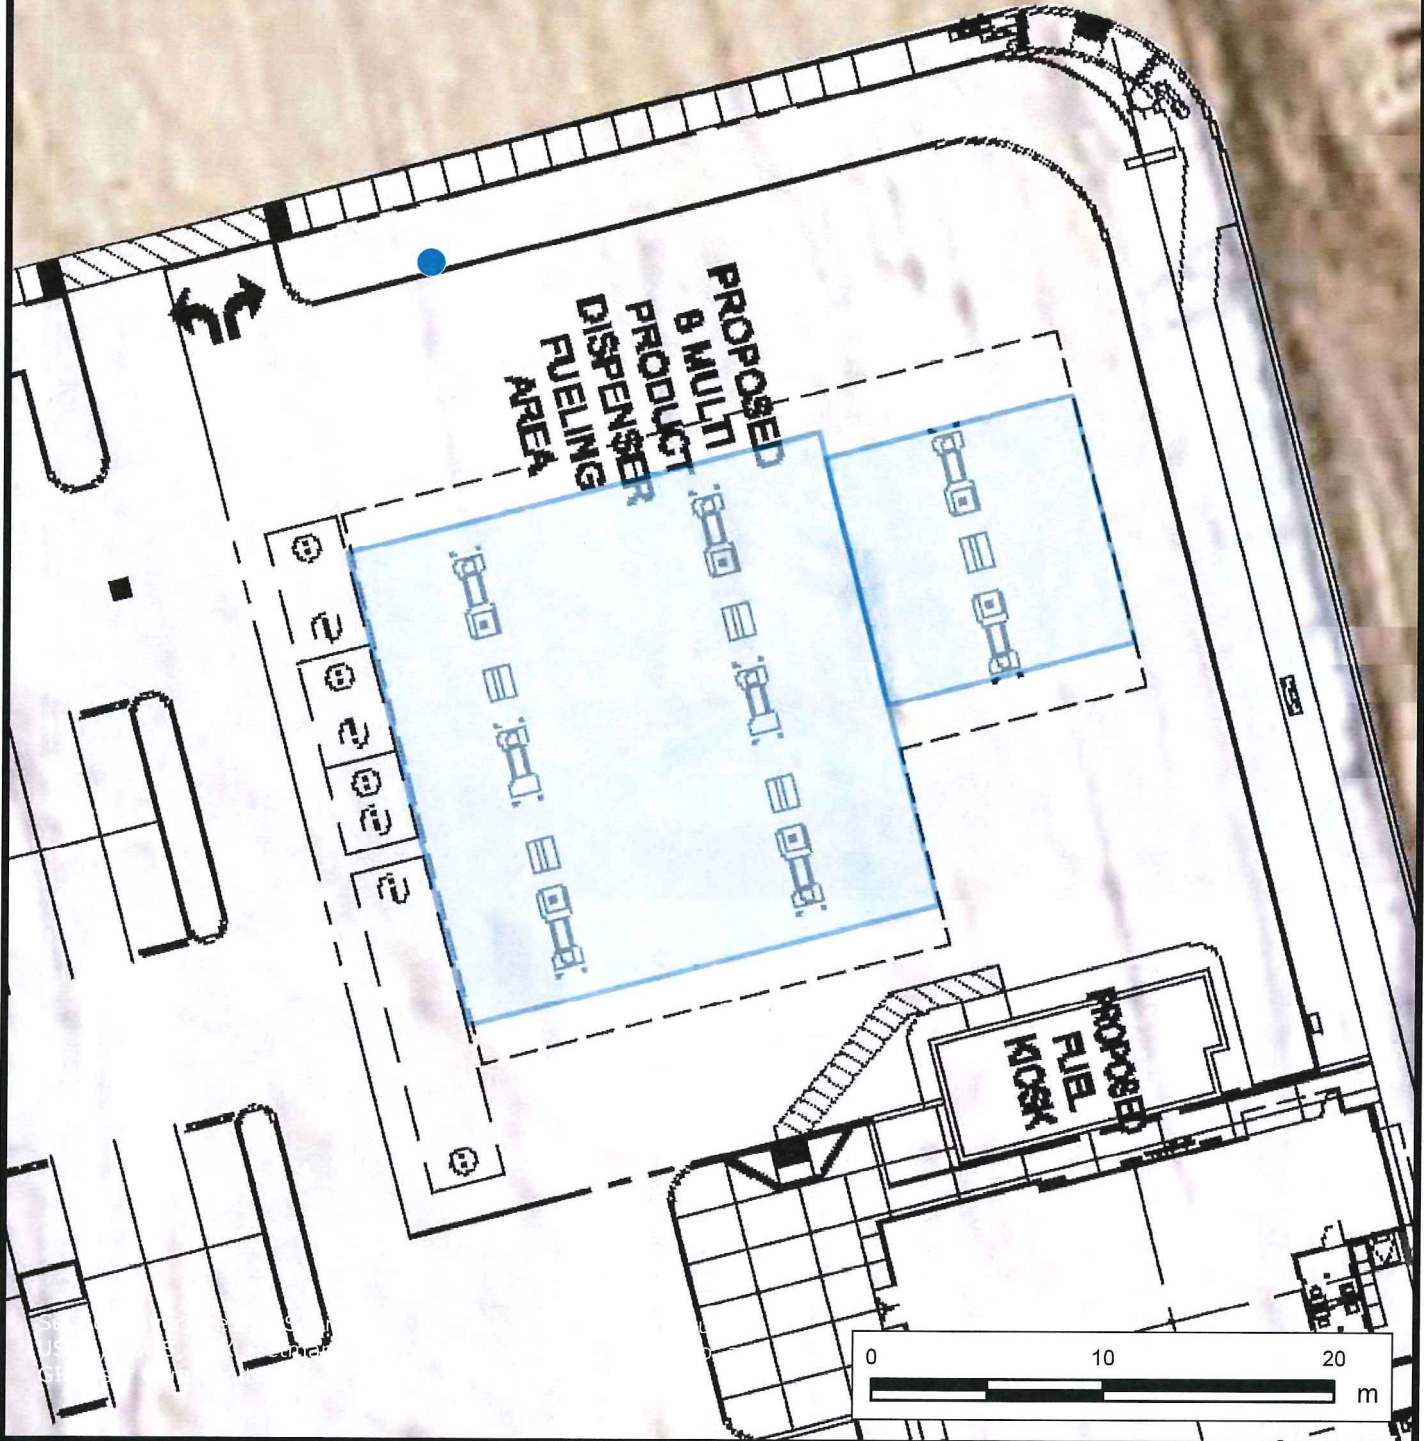 PROPOSED
8 MULTI
PRODUCT
DISPENSER
FUELING
AREA
PROPOSED
FUEL
KIOSK
0 10 20
m